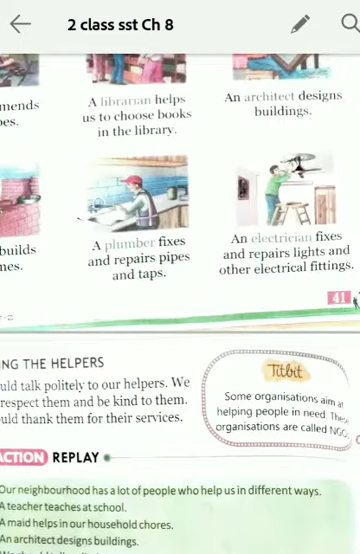 2 class sst Ch 8
mends
A librarian helps
us to choose books
in the library.
An architect designs
buildings.
builds
A plumber fixes
and repairs pipes
and taps.
An electrician fixes
and repairs lights and
other electrical fittings.
41
NG THE HELPERS
uld talk politely to our helpers. We
respect them and be kind to them.
uld thank them for their services.
Titbit
Some organisations aim at
helping people in need. These
organisations are called NGO
ACTION REPLAY
Our neighbourhood has a lot of people who help us in different ways.
A teacher teaches at school.
A maid helps in our household chores.
An architect designs buildings.